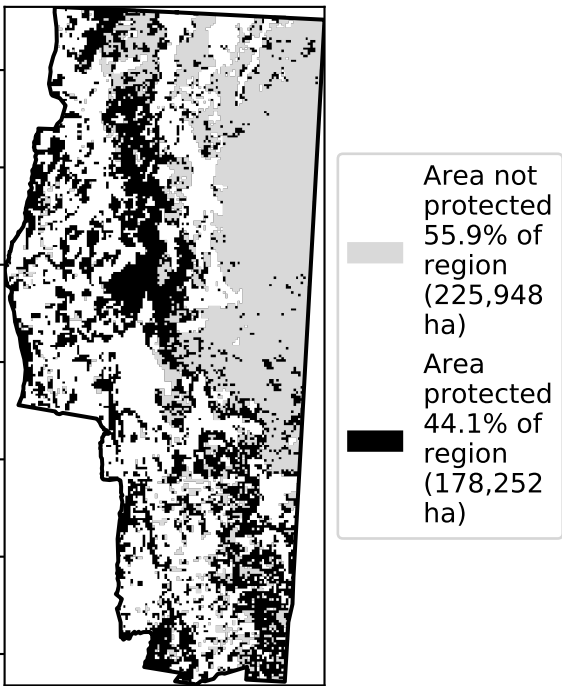 Area not
protected
55.9% of
region
(225,948
ha)
Area
protected
44.1% of
region
(178,252
ha)